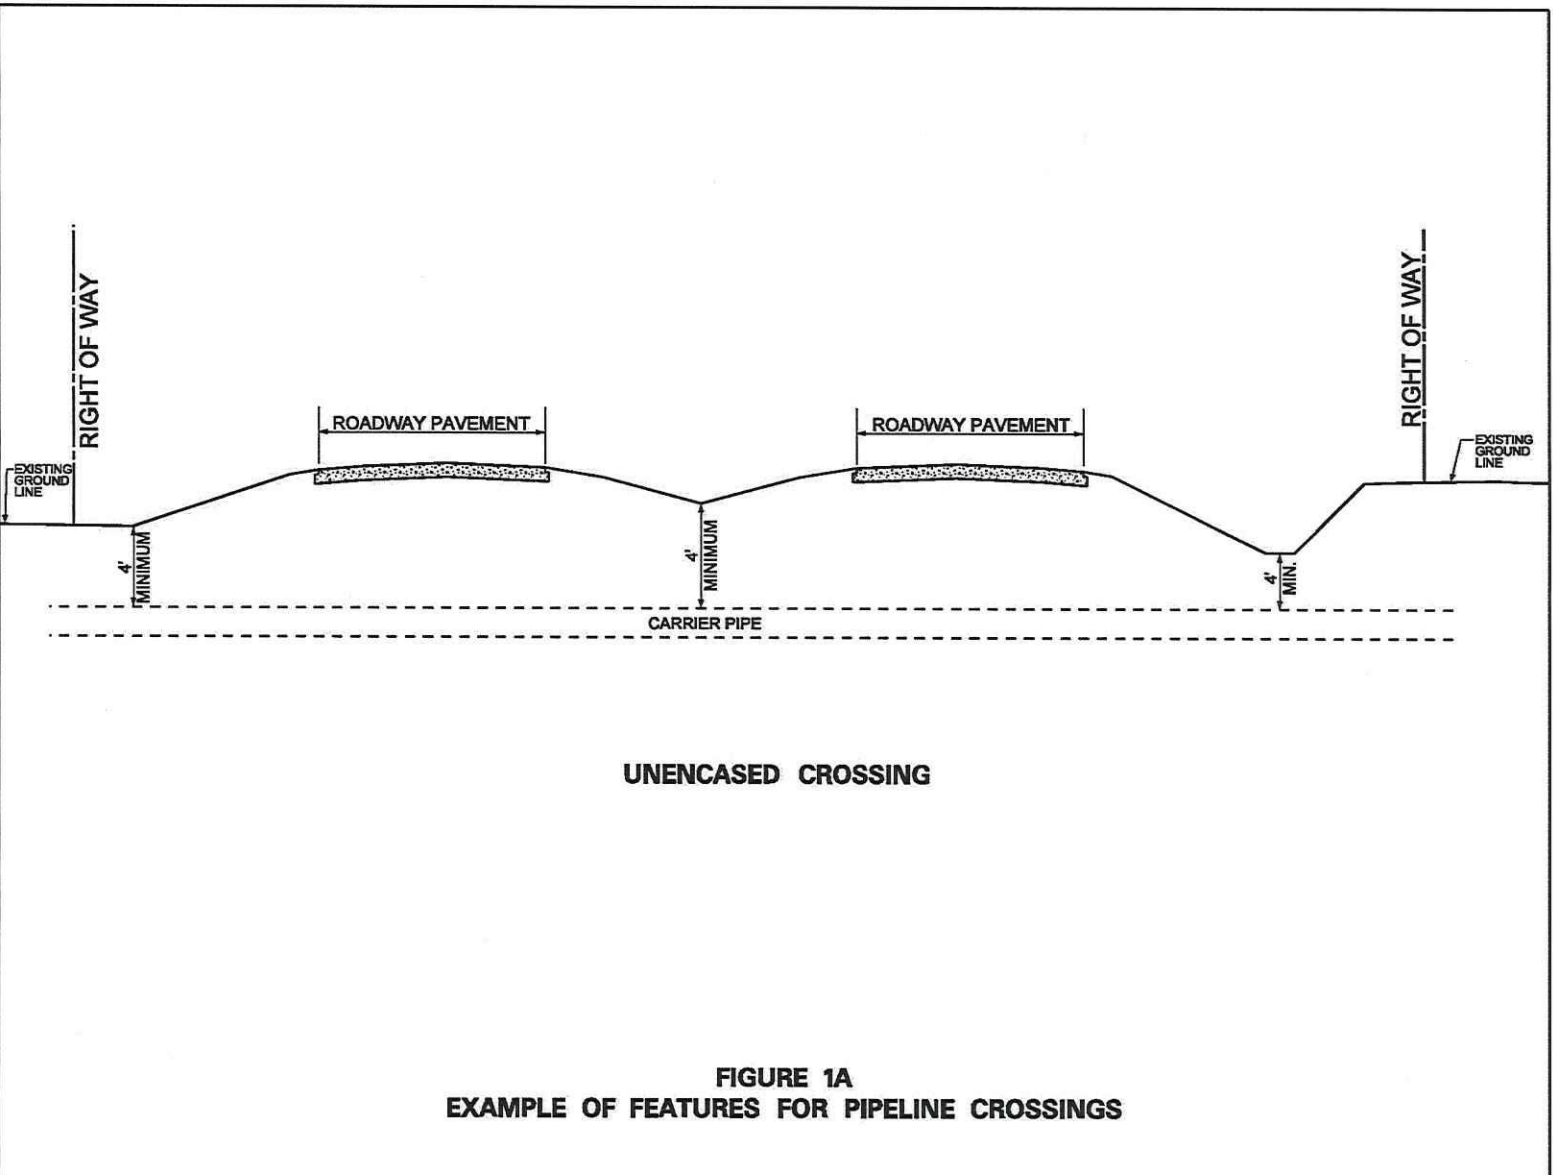 RIGHT OF WAY
RIGHT OF WAY
ROADWAY PAVEMENT
ROADWAY PAVEMENT
EXISTING
GROUND
LINE
EXISTING
GROUND
LINE
4'
MINIMUM
4'
MINIMUM
4'
MIN.
CARRIER PIPE
UNENCASED CROSSING
FIGURE 1A
EXAMPLE OF FEATURES FOR PIPELINE CROSSINGS